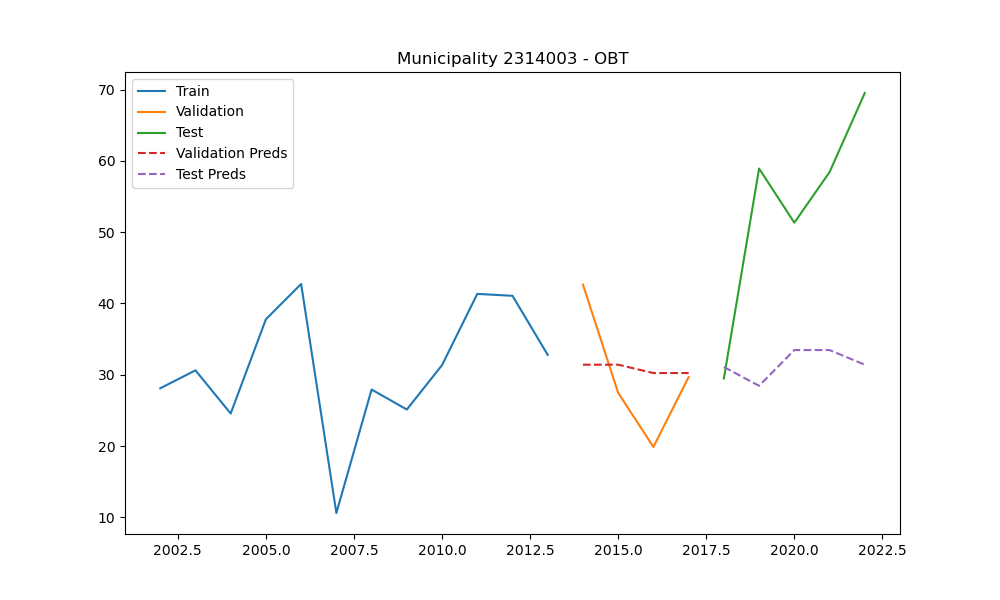 Municipality 2314003 - OBT
Train
Validation
Test
Validation Preds
Test Preds
70
60
50
40
30
20
10
2002.5 2005.0 2007.5 2010.0 2012.5 2015.0 2017.5 2020.0 2022.5